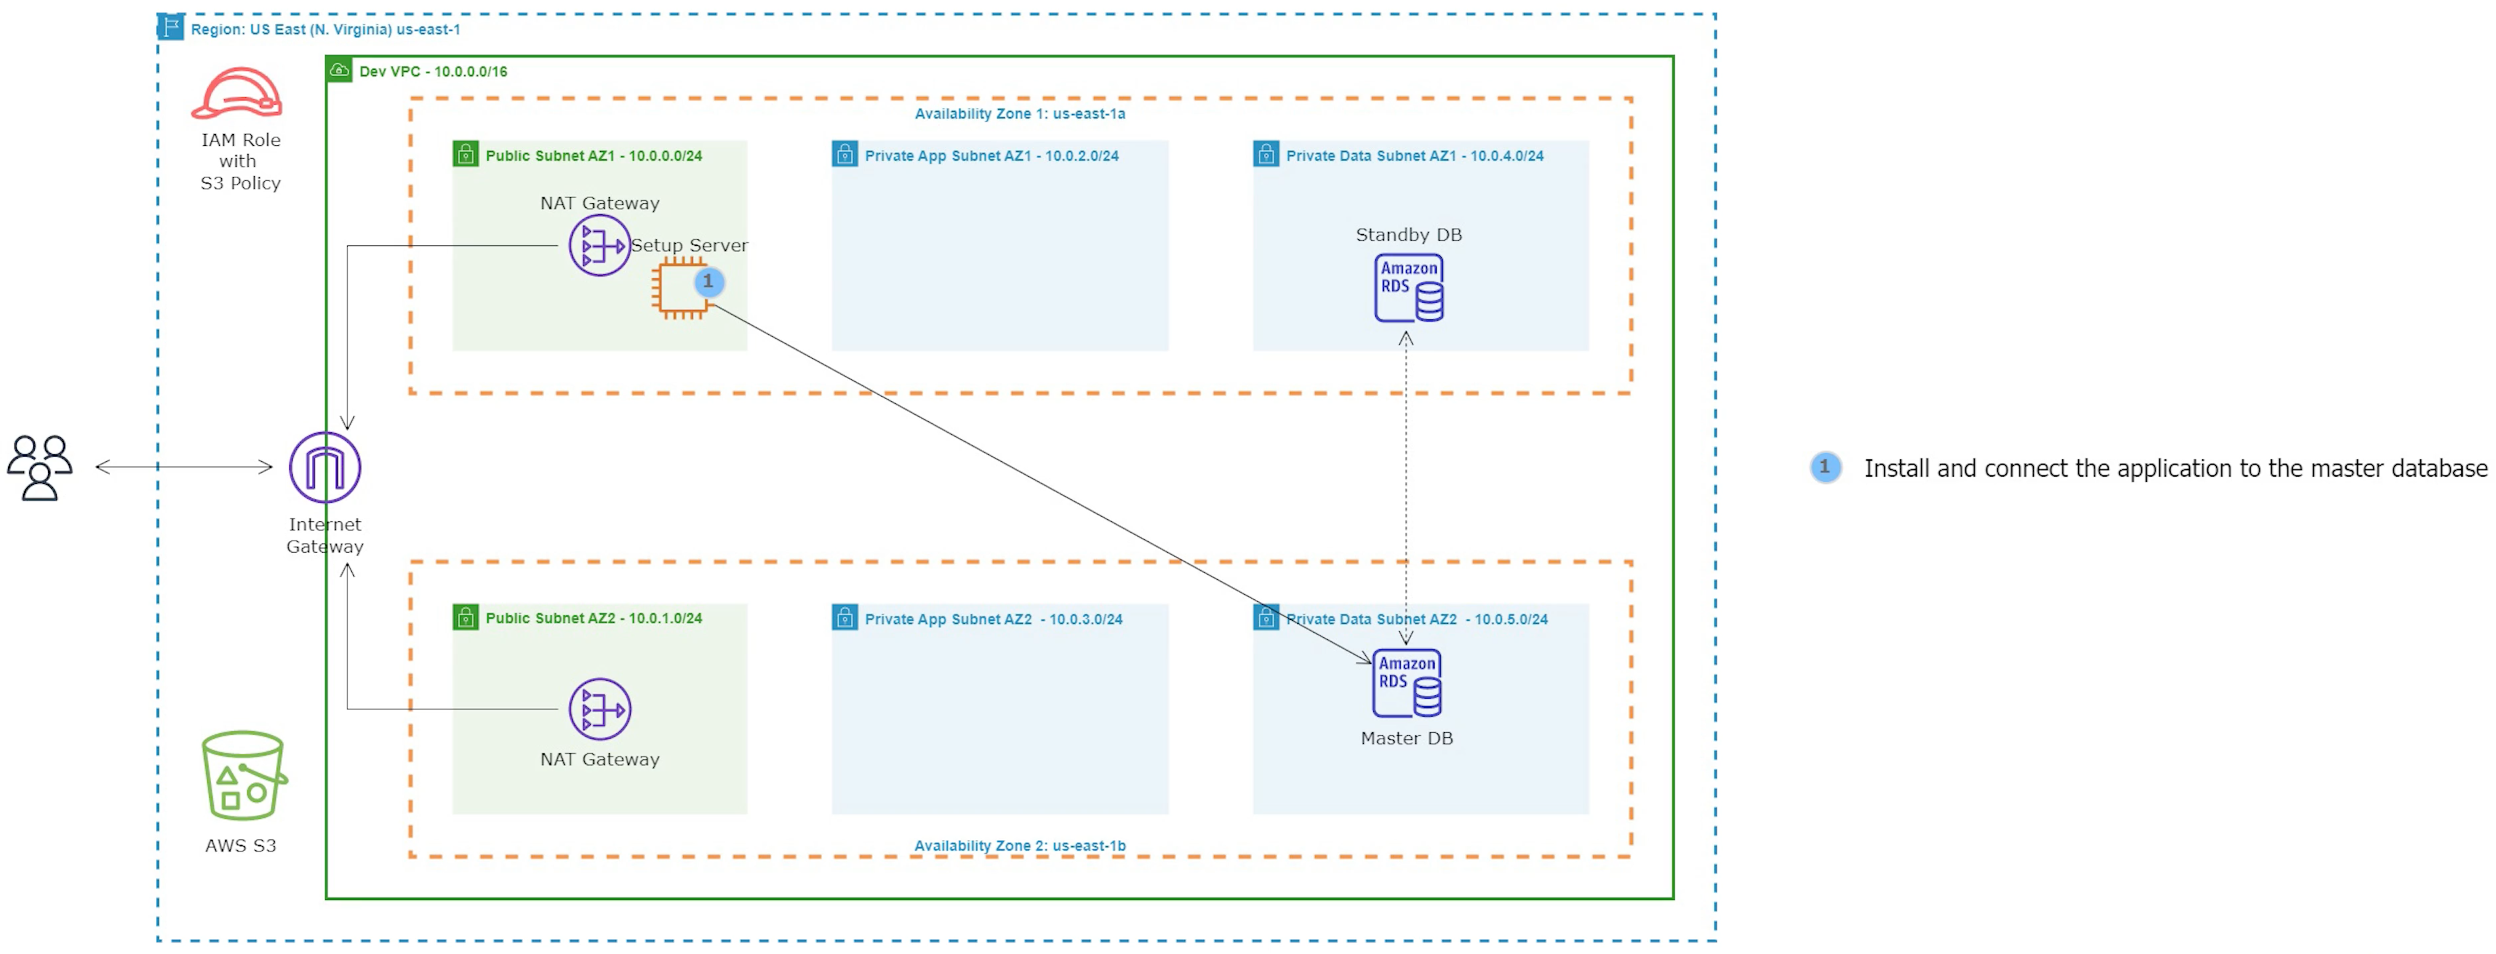 Region: US East (N. Virginia) us-east-1
Dev VPC - 10.0.0.0/16
IAM Role
with
S3 Policy
Availability Zone 1: us-east-1a
Public Subnet AZ1 - 10.0.0.0/24
Private App Subnet AZ1 - 10.0.2.0/24
Private Data Subnet AZ1 - 10.0.4.0/24
NAT Gateway
Setup Server
1
Standby DB
Amazon
RDS
Internet
Gateway
1 Install and connect the application to the master database
Public Subnet AZ2 - 10.0.1.0/24
Private App Subnet AZ2 - 10.0.3.0/24
Private Data Subnet AZ2 - 10.0.5.0/24
NAT Gateway
Amazon
RDS
Master DB
AWS S3
Availability Zone 2: us-east-1b